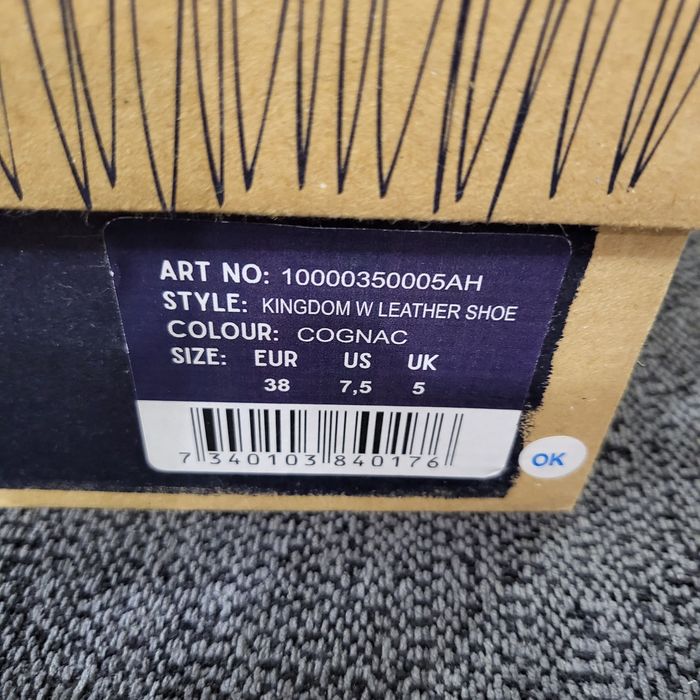 ART NO: 10000350005AH
STYLE: KINGDOM W LEATHER SHOE
COLOUR: COGNAC
SIZE: EUR US UK
38 7,5 5
7 340103 840176
OK